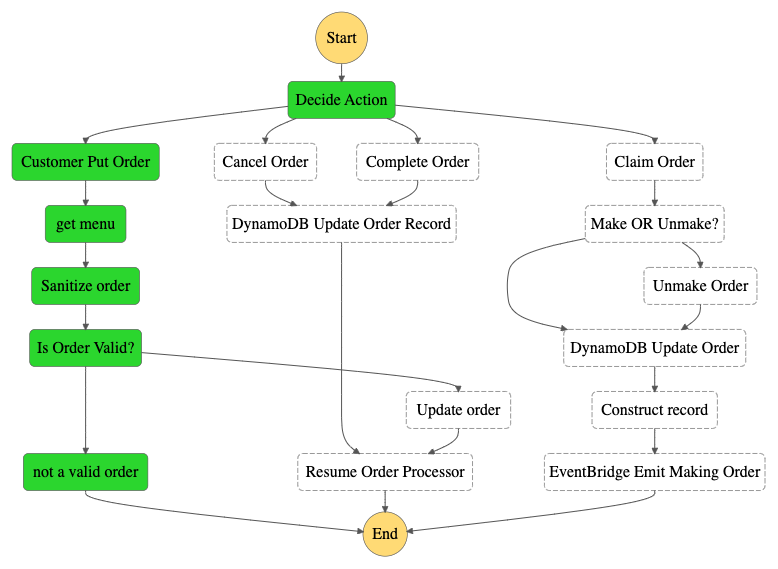 Start
Decide Action
Customer Put Order
Cancel Order
Complete Order
Claim Order
get menu
DynamoDB Update Order Record
Make OR Unmake?
Sanitize order
Unmake Order
Is Order Valid?
DynamoDB Update Order
Update order
Construct record
not a valid order
Resume Order Processor
EventBridge Emit Making Order
End